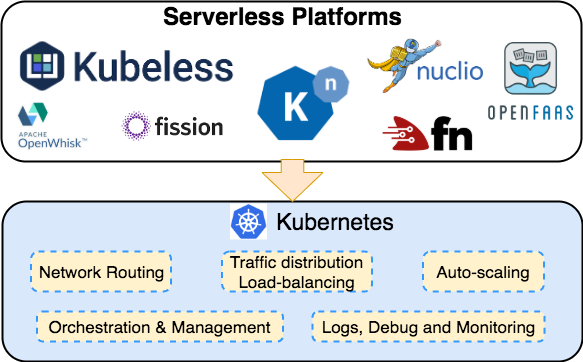 Serverless Platforms
Kubeless
K
n
nuclio
OPENFAAS
APACHE
OpenWhisk™
fission
fn
Kubernetes
Network Routing
Traffic distribution
Load-balancing
Auto-scaling
Orchestration & Management
Logs, Debug and Monitoring